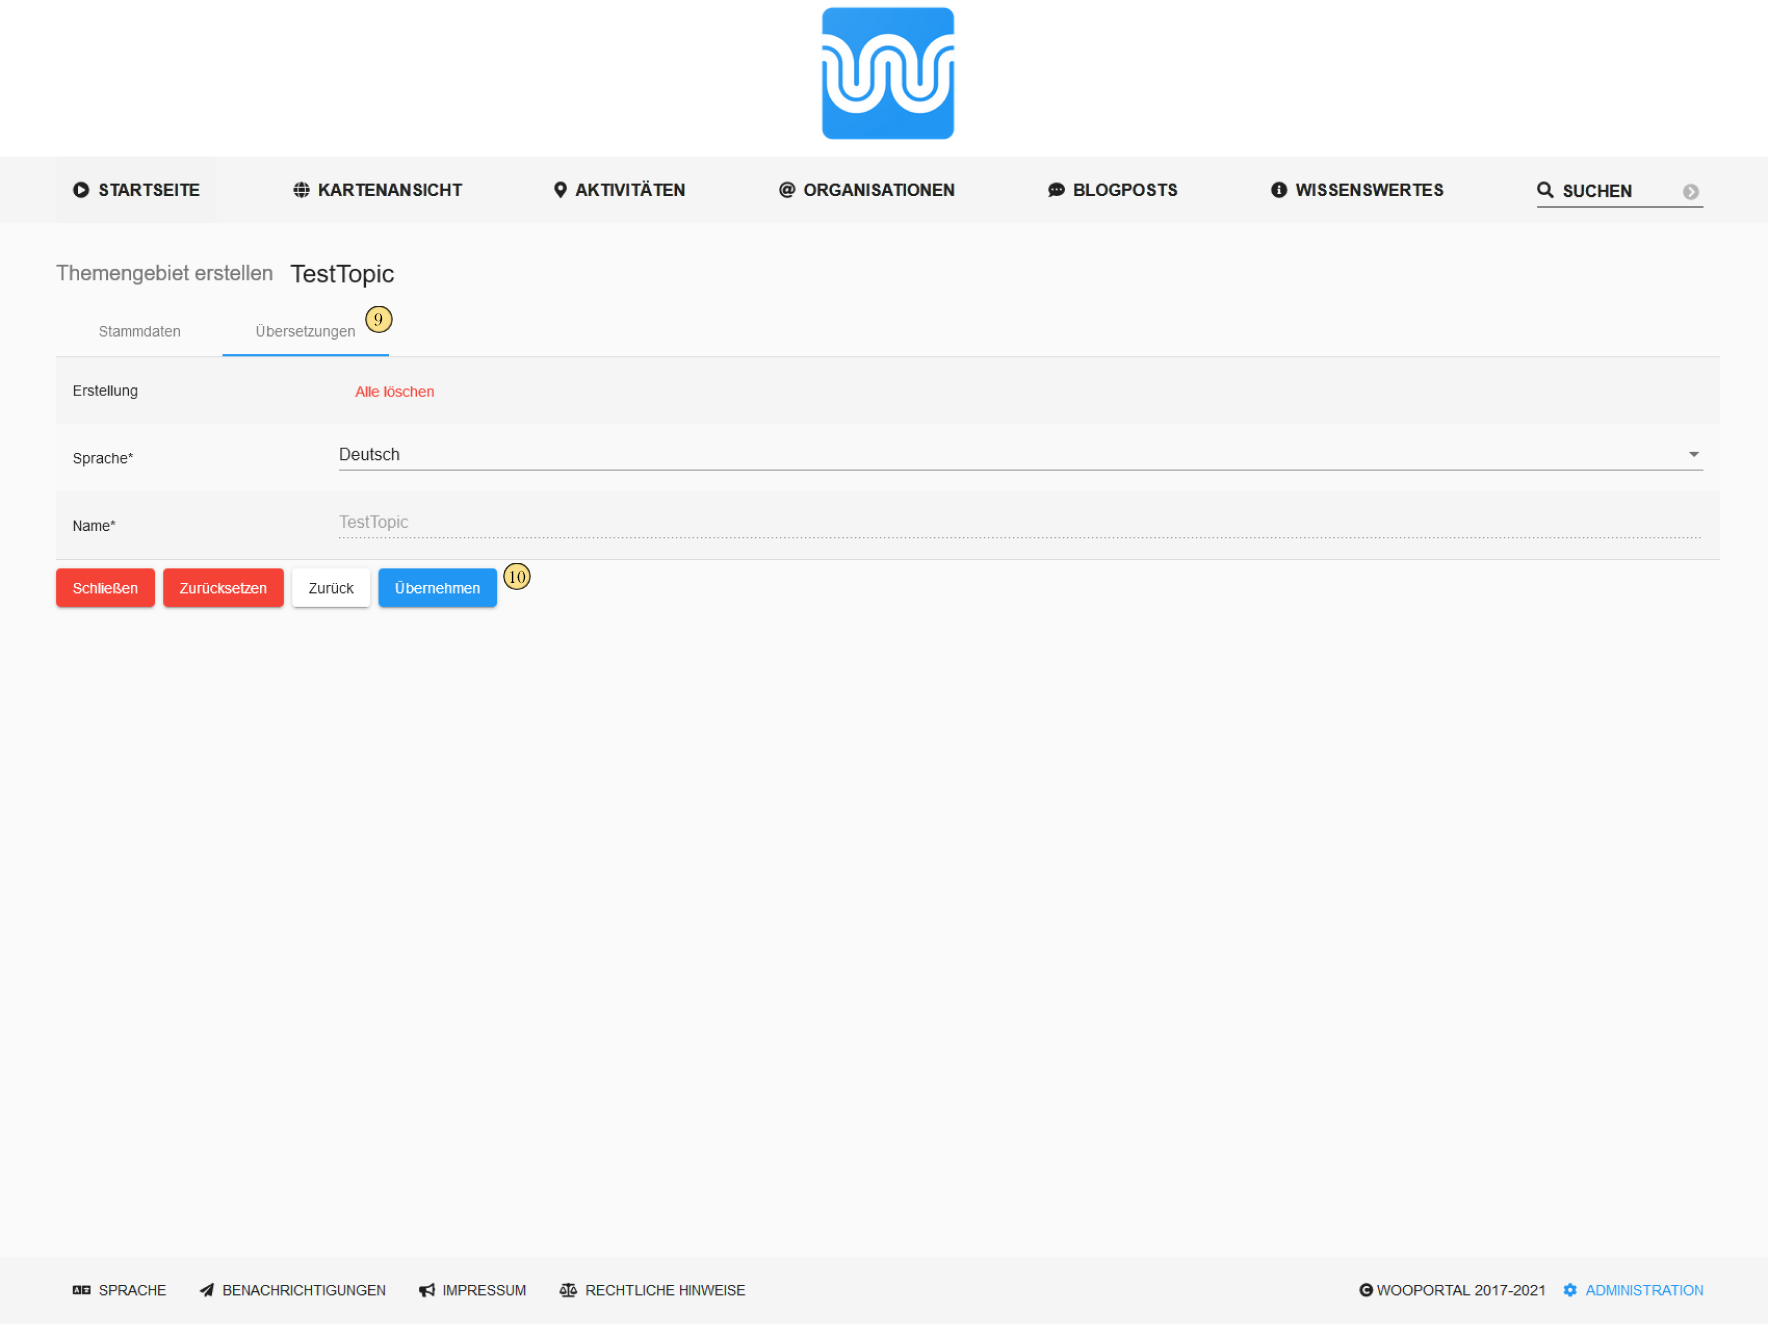 STARTSEITE KARTENANSICHT AKTIVITÄTEN @ ORGANISATIONEN BLOGPOSTS WISSENSWERTES SUCHEN
Themengebiet erstellen TestTopic
Stammdaten Übersetzungen 9
Erstellung Alle löschen
Sprache* Deutsch
Name* TestTopic
Schließen Zurücksetzen Zurück Übernehmen 10
SPRACHE BENACHRICHTIGUNGEN IMPRESSUM RECHTLICHE HINWEISE WOOPORTAL 2017-2021 ADMINISTRATION